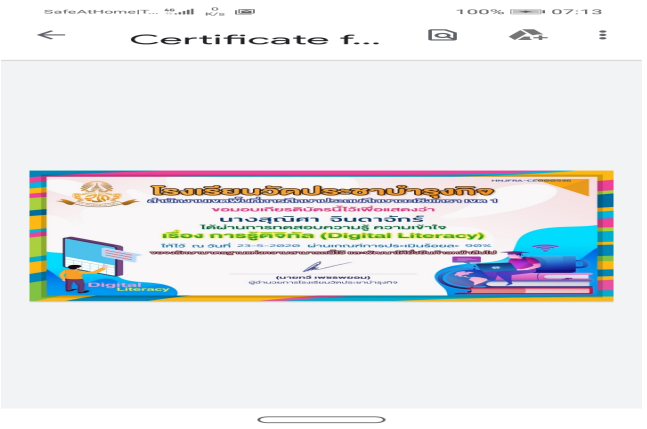 SafeAtHome|T... 46 0 K/s 100% 07:13
Certificate f...
โรงเรียนวัดประชาบำรุงกิจ
ขอมอบเกียรติบัตรนี้ไว้เพื่อแสดงว่า
นางสุณิศา จินดาจักร์
ได้ผ่านการทดสอบความรู้ ความเข้าใจ
เรื่อง การรู้ดิจิทัล (Digital Literacy)
ให้ไว้ ณ วันที่ 23-5-2020 ผ่านเกณฑ์การประเมินร้อยละ 90%
ผู้อำนวยการโรงเรียนวัดประชาบำรุงกิจ
Digital
Literacy